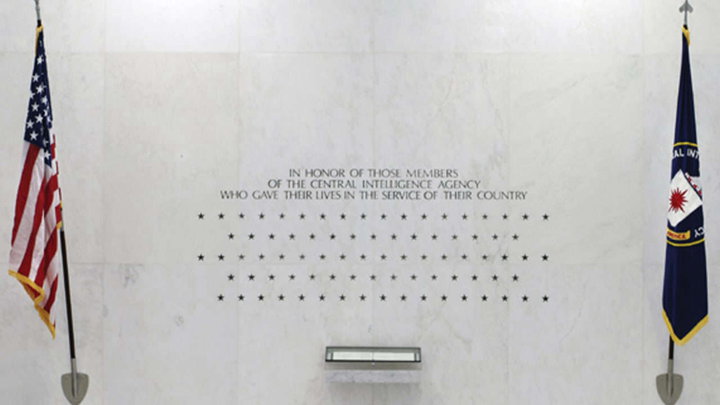 IN HONOR OF THOSE MEMBERS
OF THE CENTRAL INTELLIGENCE AGENCY
WHO GAVE THEIR LIVES IN THE SERVICE OF THEIR COUNTRY